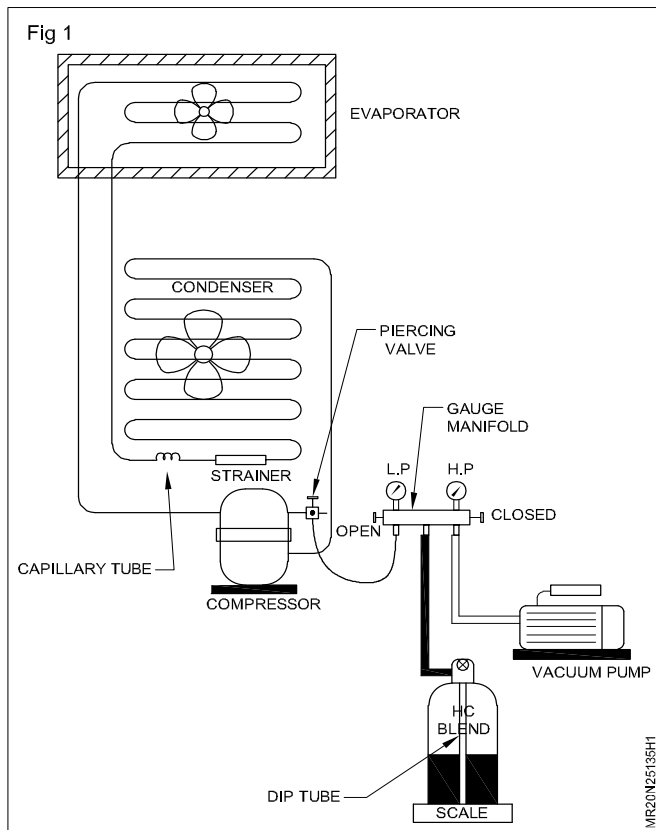 Fig 1
EVAPORATOR
CONDENSER
PIERCING
VALVE
GAUGE
MANIFOLD
STRAINER
L.P
H.P
OPEN
CLOSED
CAPILLARY TUBE
COMPRESSOR
VACUUM PUMP
HC
BLEND
DIP TUBE
SCALE
MR20N25135H1